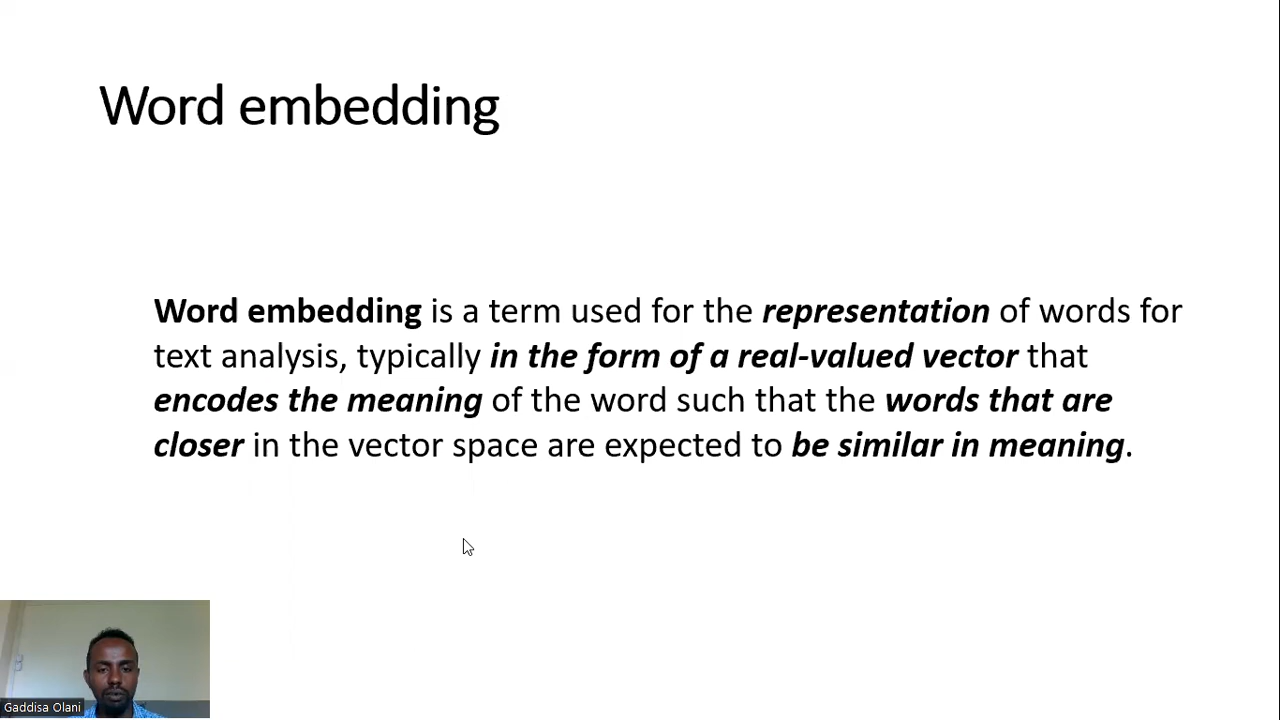 Word embedding
Word embedding is a term used for the representation of words for
text analysis, typically in the form of a real-valued vector that
encodes the meaning of the word such that the words that are
closer in the vector space are expected to be similar in meaning.
Gaddisa Olani